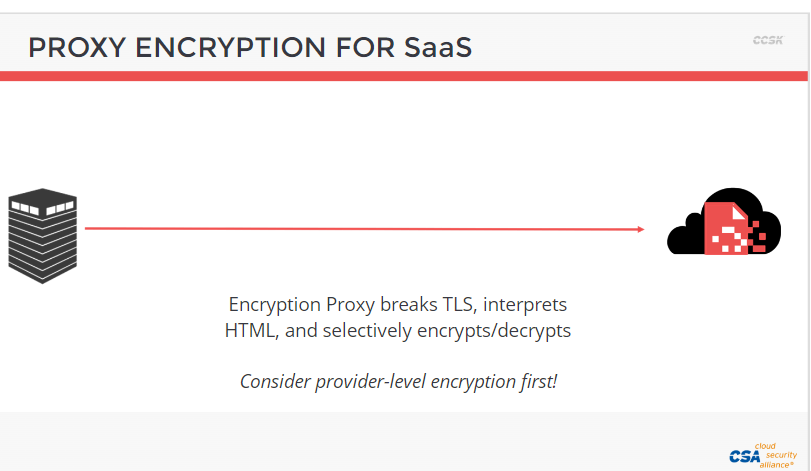 PROXY ENCRYPTION FOR SaaS
CCSK
Encryption Proxy breaks TLS, interprets
HTML, and selectively encrypts/decrypts
Consider provider-level encryption first!
CSA cloud
security
alliance®